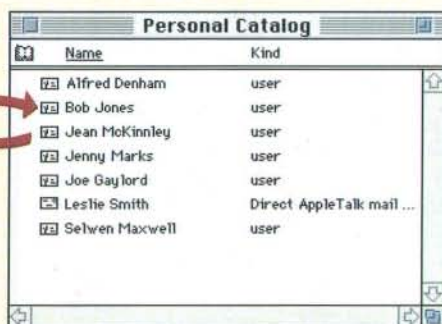 Personal Catalog
Name Kind
Alfred Denham user
Bob Jones user
Jean McKinnley user
Jenny Marks user
Joe Gaylord user
Leslie Smith Direct AppleTalk mail ...
Selwen Maxwell user